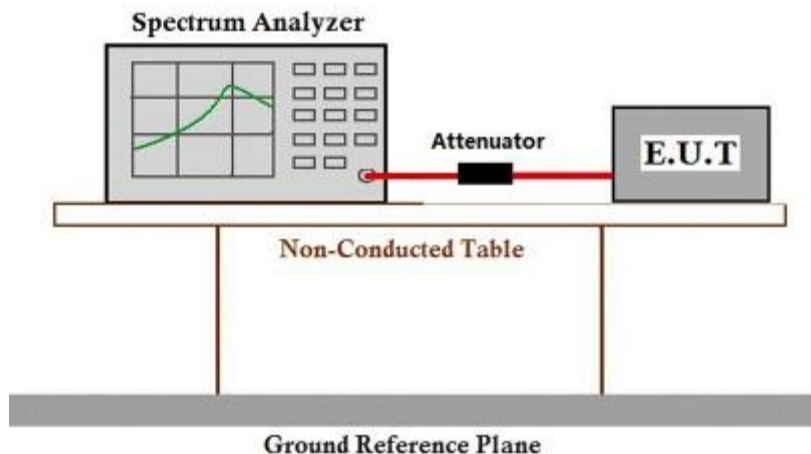 Spectrum Analyzer
Attenuator
E.U.T
Non-Conducted Table
Ground Reference Plane